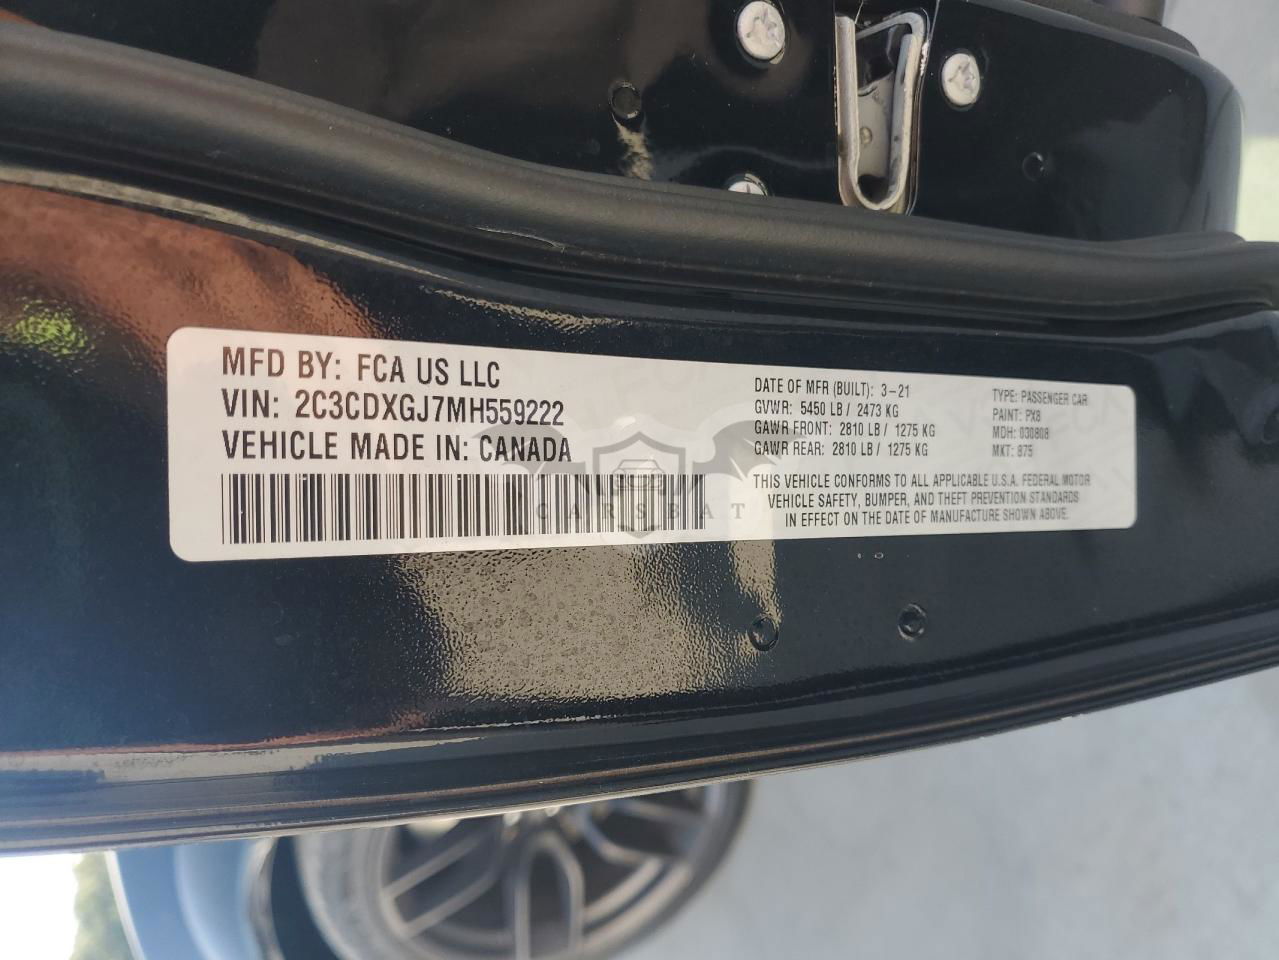 MFD BY: FCA US LLC
VIN: 2C3CDXGJ7MH559222
VEHICLE MADE IN: CANADA
DATE OF MFR (BUILT): 3-21
GVWR: 5450 LB / 2473 KG
GAWR FRONT: 2810 LB / 1275 KG
GAWR REAR: 2810 LB / 1275 KG
TYPE: PASSENGER CAR
PAINT: PX8
MDH: 030808
MKT: 875
THIS VEHICLE CONFORMS TO ALL APPLICABLE U.S.A. FEDERAL MOTOR
VEHICLE SAFETY, BUMPER, AND THEFT PREVENTION STANDARDS
IN EFFECT ON THE DATE OF MANUFACTURE SHOWN ABOVE.
CARSBAT